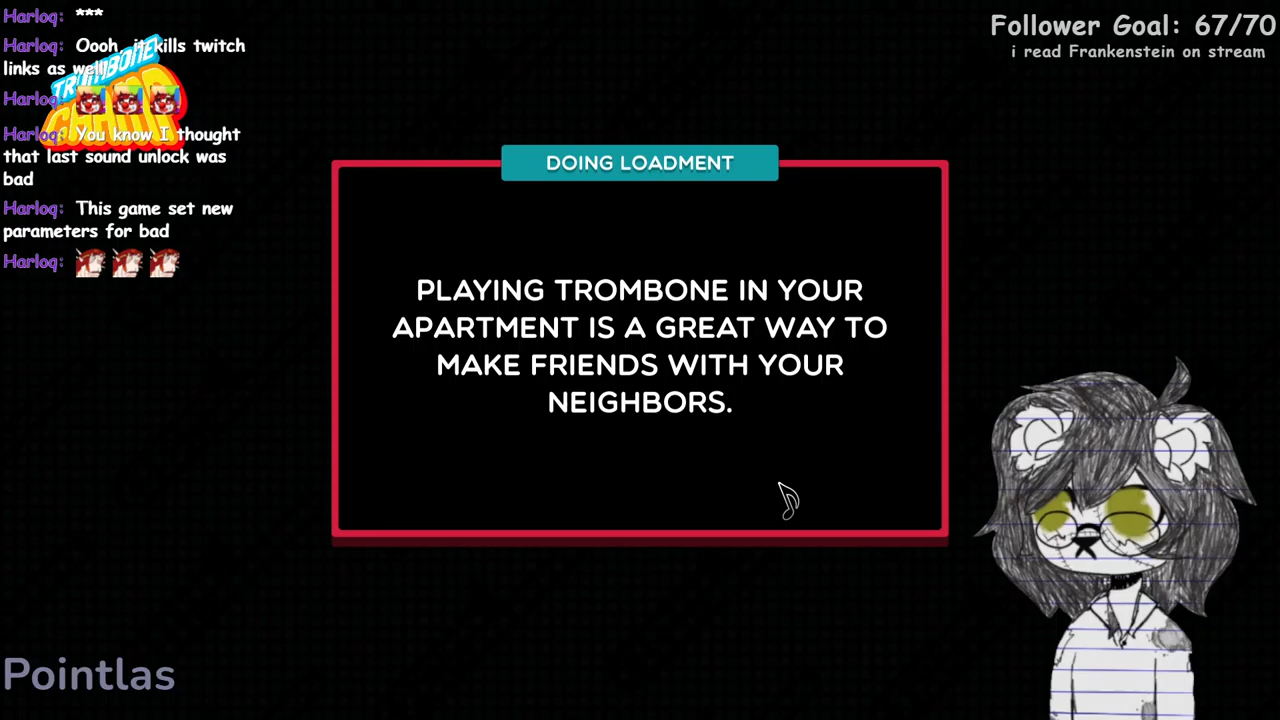 Harloq: ***
Harloq: Oooh, it kills twitch
links as well
Harloq:
Harloq: You know I thought
that last sound unlock was
bad
Harloq: This game set new
parameters for bad
Harloq:
TROMBONE
CHAMP
Follower Goal: 67/70
i read Frankenstein on stream
DOING LOADMENT
PLAYING TROMBONE IN YOUR
APARTMENT IS A GREAT WAY TO
MAKE FRIENDS WITH YOUR
NEIGHBORS.
Pointlas